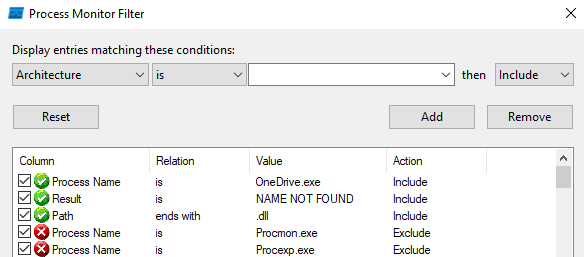 Process Monitor Filter
Display entries matching these conditions:
Architecture is then Include
Reset Add Remove
Column Relation Value Action
Process Name is OneDrive.exe Include
Result is NAME NOT FOUND Include
Path ends with .dll Include
Process Name is Procmon.exe Exclude
Process Name is Procexp.exe Exclude